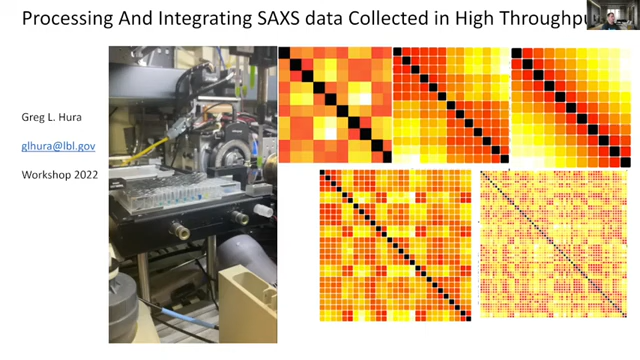 Processing And Integrating SAXS data Collected in High Throughpu
Greg L. Hura
glhura@lbl.gov
Workshop 2022